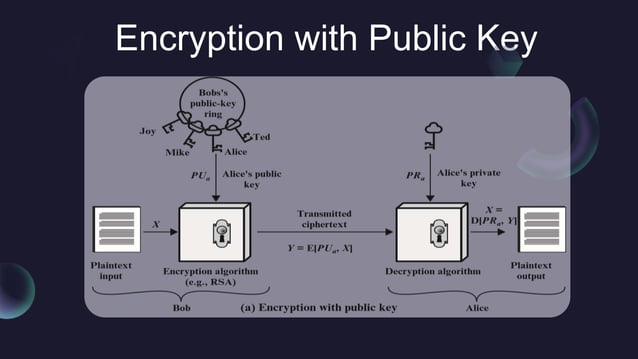 Encryption with Public Key
Bobs's
public-key
ring
Joy
Ted
Mike
Alice
PUa
Alice's public
key
PRa
Alice's private
key
X
Transmitted
ciphertext
X =
D[PRa, Y]
Y = E[PUa, X]
Plaintext
input
Encryption algorithm
(e.g., RSA)
Decryption algorithm
Plaintext
output
Bob
(a) Encryption with public key
Alice